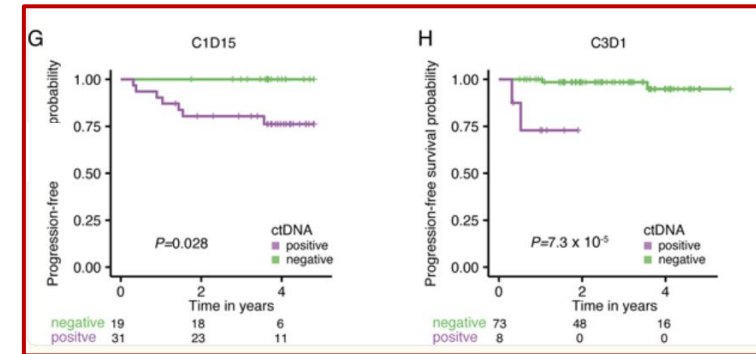 G
C1D15
Progression-free probability
1.00
0.75
0.50
0.25
0.00
P=0.028
ctDNA
positive
negative
0 2 4
Time in years
negative 19 18 6
positve 31 23 11
H
C3D1
Progression-free survival probability
1.00
0.75
0.50
0.25
0.00
P=7.3 x 10-5
ctDNA
positive
negative
0 2 4
Time in years
negative 73 48 16
positve 8 0 0